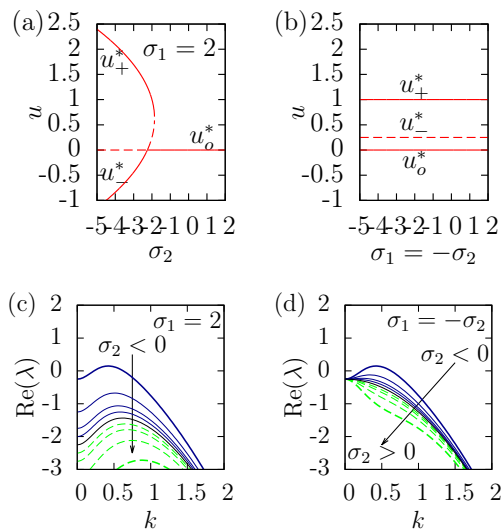 (a)
u
2.5
2
1.5
1
0.5
0
-0.5
-1
σ₁ = 2
u₊*
u₋*
uₒ*
-5-4-3-2-1 0 1 2
σ₂
(b)
u
2.5
2
1.5
1
0.5
0
-0.5
-1
u₊*
u₋*
uₒ*
-5-4-3-2-1 0 1 2
σ₁ = −σ₂
(c)
Re(λ)
2
1
0
-1
-2
-3
σ₁ = 2
σ₂ < 0
0 0.5 1 1.5 2
k
(d)
Re(λ)
2
1
0
-1
-2
-3
σ₁ = −σ₂
σ₂ < 0
σ₂ > 0
0 0.5 1 1.5 2
k